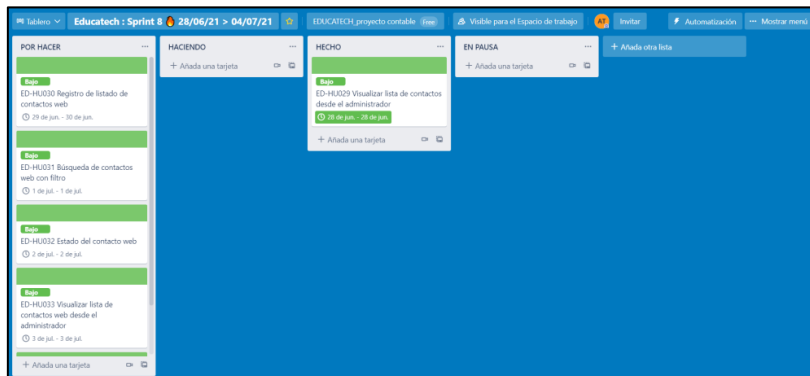 Tablero
Educatech : Sprint 8 🔥 28/06/21 > 04/07/21
EDUCATECH_proyecto contable Free
Visible para el Espacio de trabajo
AT
Invitar
Automatización
··· Mostrar menú
POR HACER ···
Bajo
ED-HU030 Registro de listado de
contactos web
29 de jun. - 30 de jun.
Bajo
ED-HU031 Búsqueda de contactos
web con filtro
1 de jul. - 1 de jul.
Bajo
ED-HU032 Estado del contacto web
2 de jul. - 2 de jul.
Bajo
ED-HU033 Visualizar lista de
contactos web desde el
administrador
3 de jul. - 3 de jul.
+ Añada una tarjeta
HACIENDO ···
+ Añada una tarjeta
HECHO ···
Bajo
ED-HU029 Visualizar lista de contactos
desde el administrador
28 de jun. - 28 de jun.
+ Añada una tarjeta
EN PAUSA ···
+ Añada una tarjeta
+ Añada otra lista